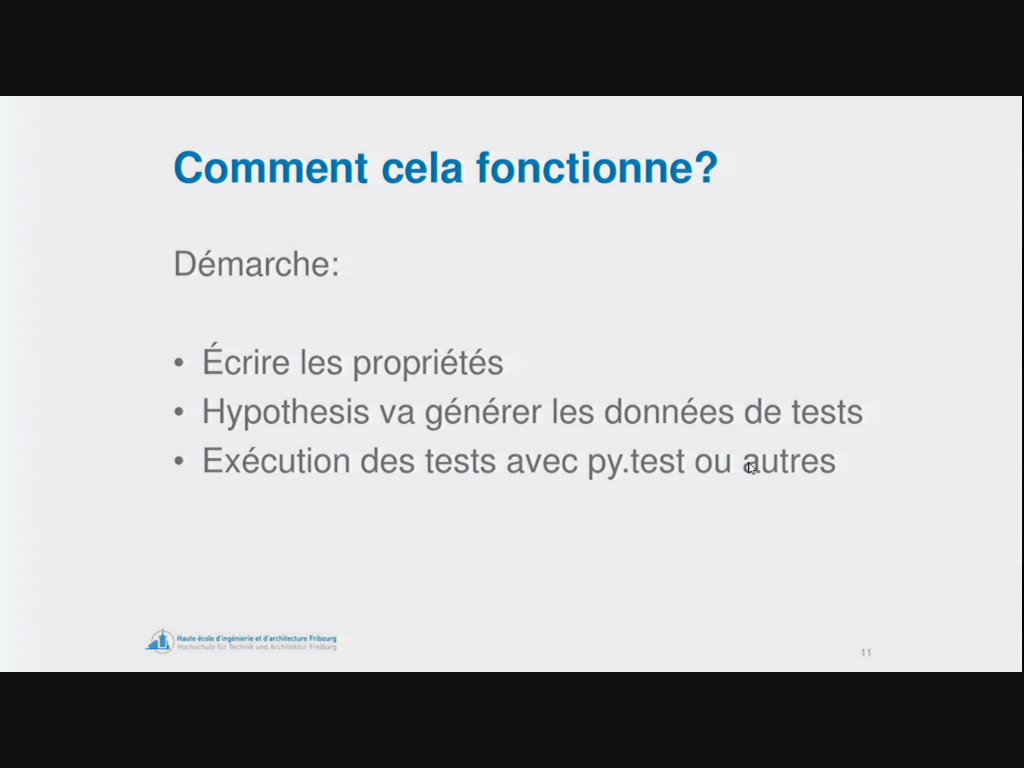 Comment cela fonctionne?
Démarche:
• Écrire les propriétés
• Hypothesis va générer les données de tests
• Exécution des tests avec py.test ou autres
Haute école d'ingénierie et d'architecture Fribourg
Hochschule für Technik und Architektur Freiburg
11